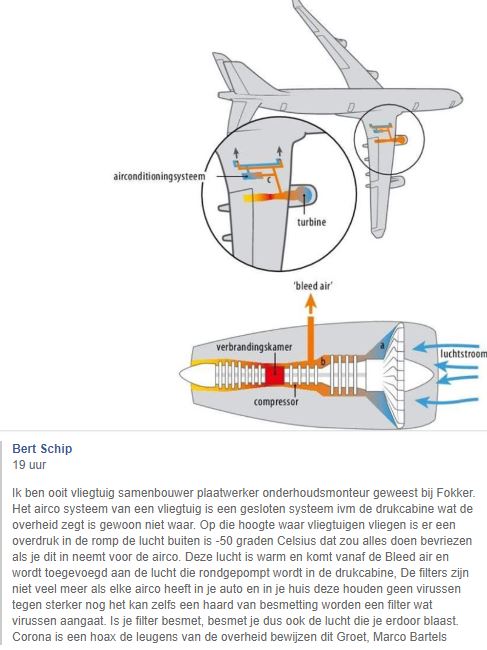 airconditioningsysteem
c
turbine
'bleed air'
verbrandingskamer
b
a
luchtstroom
compressor
Bert Schip
19 uur
Ik ben ooit vliegtuig samenbouwer plaatwerker onderhoudsmonteur geweest bij Fokker.
Het airco systeem van een vliegtuig is een gesloten systeem ivm de drukcabine wat de
overheid zegt is gewoon niet waar. Op die hoogte waar vliegtuigen vliegen is er een
overdruk in de romp de lucht buiten is -50 graden Celsius dat zou alles doen bevriezen
als je dit in neemt voor de airco. Deze lucht is warm en komt vanaf de Bleed air en
wordt toegevoegd aan de lucht die rondgepompt wordt in de drukcabine, De filters zijn
niet veel meer als elke airco heeft in je auto en in je huis deze houden geen virussen
tegen sterker nog het kan zelfs een haard van besmetting worden een filter wat
virussen aangaat. Is je filter besmet, besmet je dus ook de lucht die je erdoor blaast.
Corona is een hoax de leugens van de overheid bewijzen dit Groet, Marco Bartels